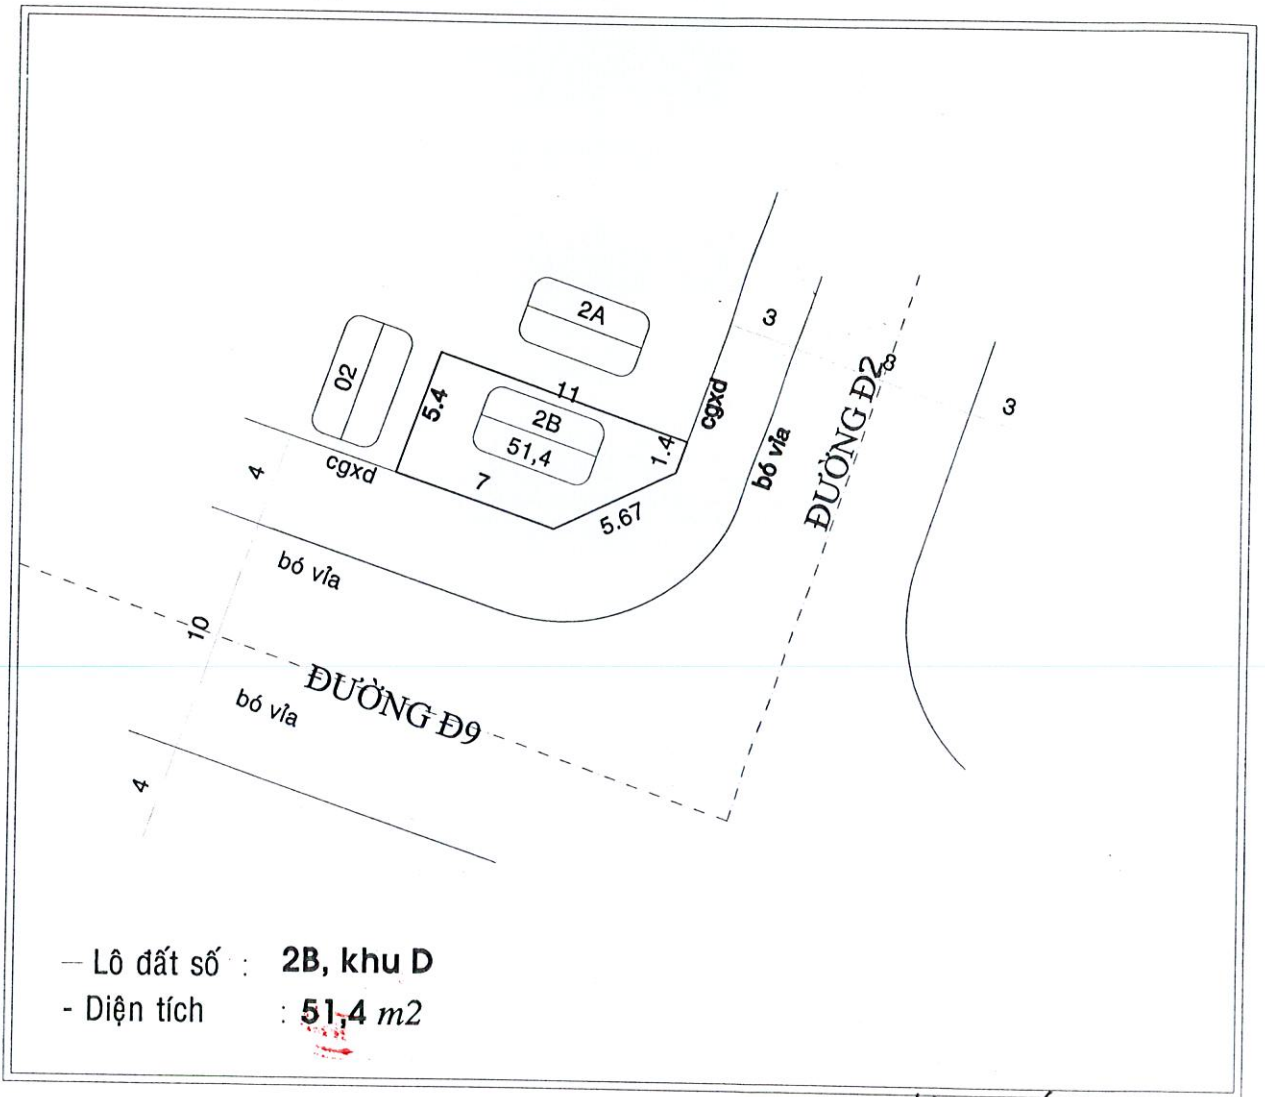 2A
02
11
5.4
2B
51,4
1.4
7
5.67
cgxd
cgxd
3
8
3
bó vỉa
ĐƯỜNG Đ2
4
bó vỉa
10
ĐƯỜNG Đ9
bó vỉa
4
– Lô đất số : 2B, khu D
- Diện tích : 51,4 m2